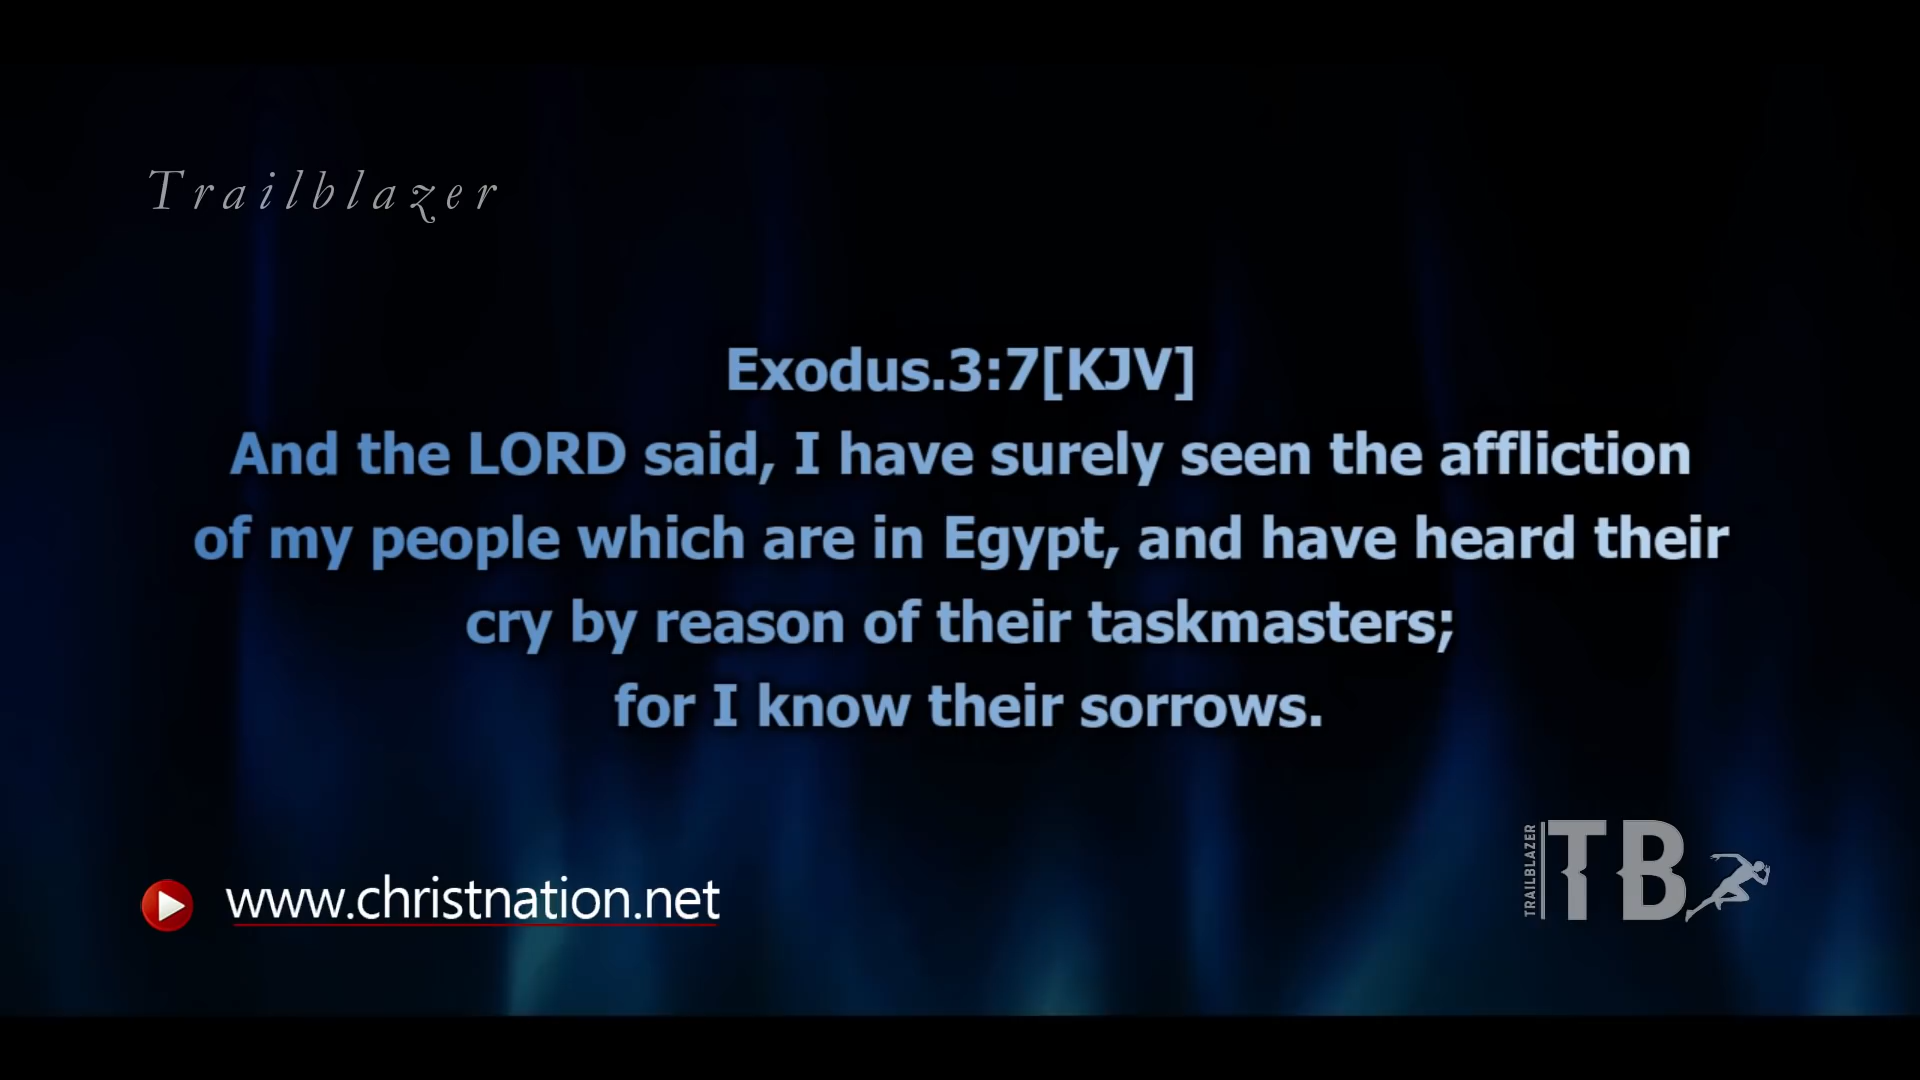 Trailblazer
Exodus.3:7[KJV]
And the LORD said, I have surely seen the affliction
of my people which are in Egypt, and have heard their
cry by reason of their taskmasters;
for I know their sorrows.
www.christnation.net
TRAILBLAZER
TB